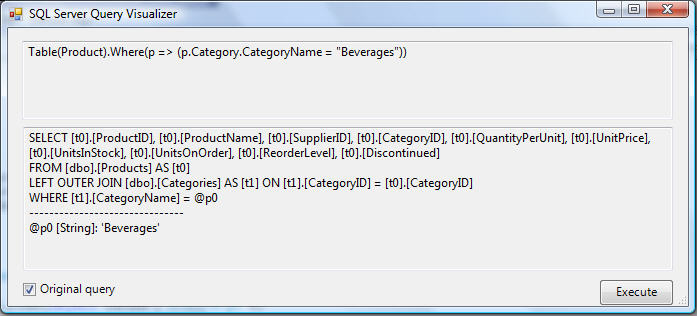 SQL Server Query Visualizer
Table(Product).Where(p => (p.Category.CategoryName = "Beverages"))
SELECT [t0].[ProductID], [t0].[ProductName], [t0].[SupplierID], [t0].[CategoryID], [t0].[QuantityPerUnit], [t0].[UnitPrice],
[t0].[UnitsInStock], [t0].[UnitsOnOrder], [t0].[ReorderLevel], [t0].[Discontinued]
FROM [dbo].[Products] AS [t0]
LEFT OUTER JOIN [dbo].[Categories] AS [t1] ON [t1].[CategoryID] = [t0].[CategoryID]
WHERE [t1].[CategoryName] = @p0
-------------------------------
@p0 [String]: 'Beverages'
Original query
Execute